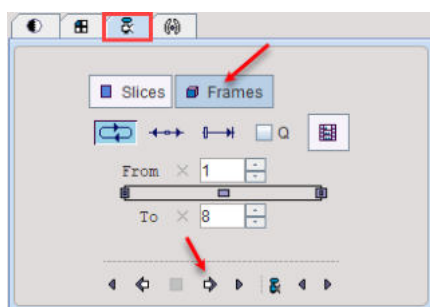 Slices Frames
Q
From 1
To 8